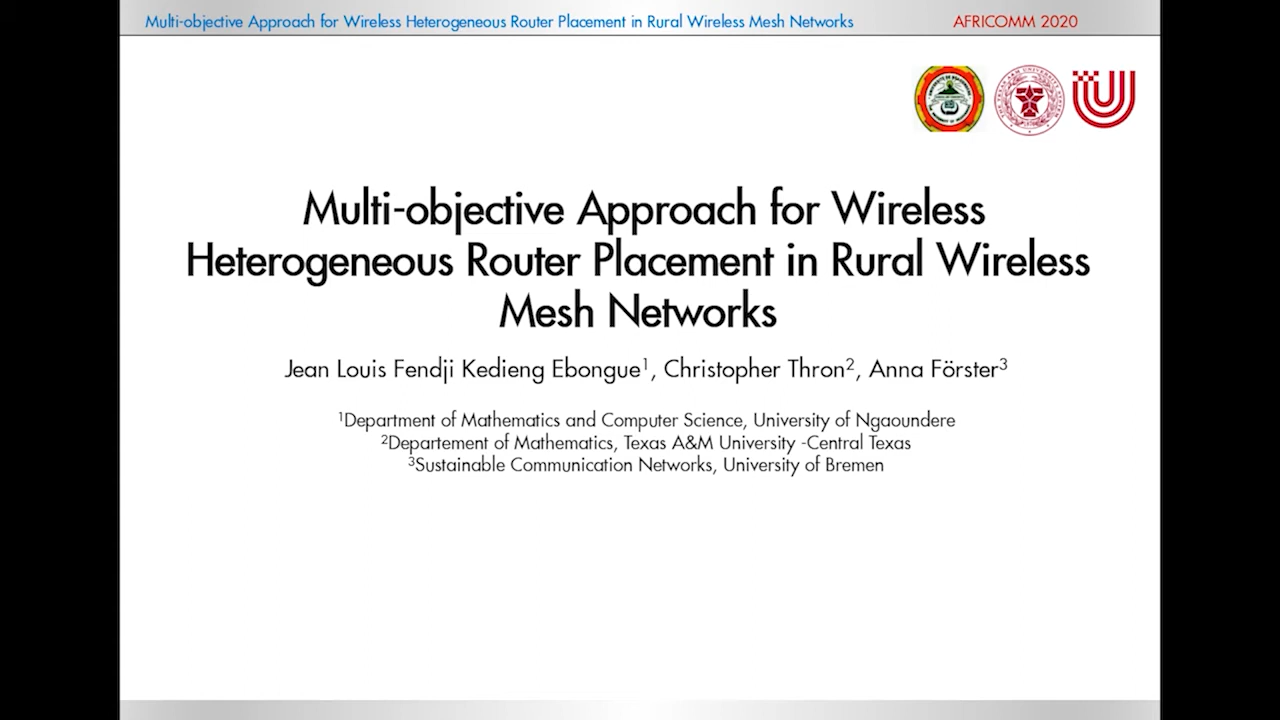 Multi-objective Approach for Wireless Heterogeneous Router Placement in Rural Wireless Mesh Networks AFRICOMM 2020
Multi-objective Approach for Wireless
Heterogeneous Router Placement in Rural Wireless
Mesh Networks
Jean Louis Fendji Kedieng Ebongue¹, Christopher Thron², Anna Förster³
¹Department of Mathematics and Computer Science, University of Ngaoundere
²Departement of Mathematics, Texas A&M University -Central Texas
³Sustainable Communication Networks, University of Bremen